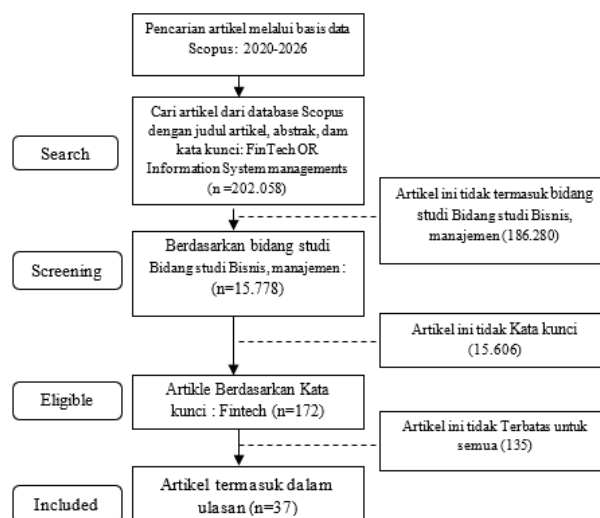 Pencarian artikel melalui basis data
Scopus: 2020-2026
Search
Cari artikel dari database Scopus
dengan judul artikel, abstrak, dam
kata kunci: FinTech OR
Information System managements
(n =202.058)
Artikel ini tidak termasuk bidang
studi Bidang studi Bisnis,
manajemen (186.280)
Screening
Berdasarkan bidang studi
Bidang studi Bisnis, manajemen :
(n=15.778)
Artikel ini tidak Kata kunci
(15.606)
Eligible
Artikle Berdasarkan Kata
kunci : Fintech (n=172)
Artikel ini tidak Terbatas untuk
semua (135)
Included
Artikel termasuk dalam
ulasan (n=37)